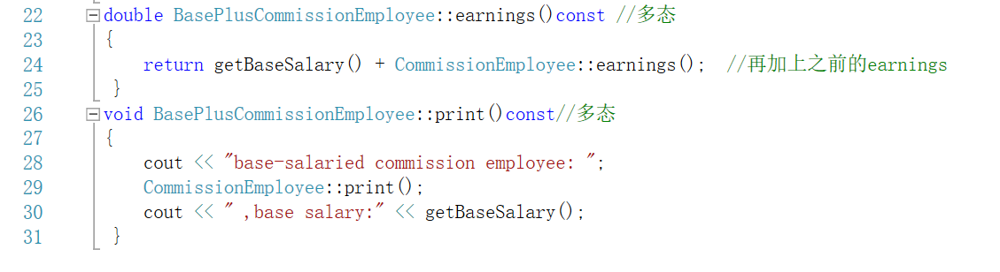 22 double BasePlusCommissionEmployee::earnings()const //多态
23 {
24 return getBaseSalary() + CommissionEmployee::earnings(); //再加上之前的earnings
25 }
26 void BasePlusCommissionEmployee::print()const//多态
27 {
28 cout << "base-salaried commission employee: ";
29 CommissionEmployee::print();
30 cout << " ,base salary:" << getBaseSalary();
31 }